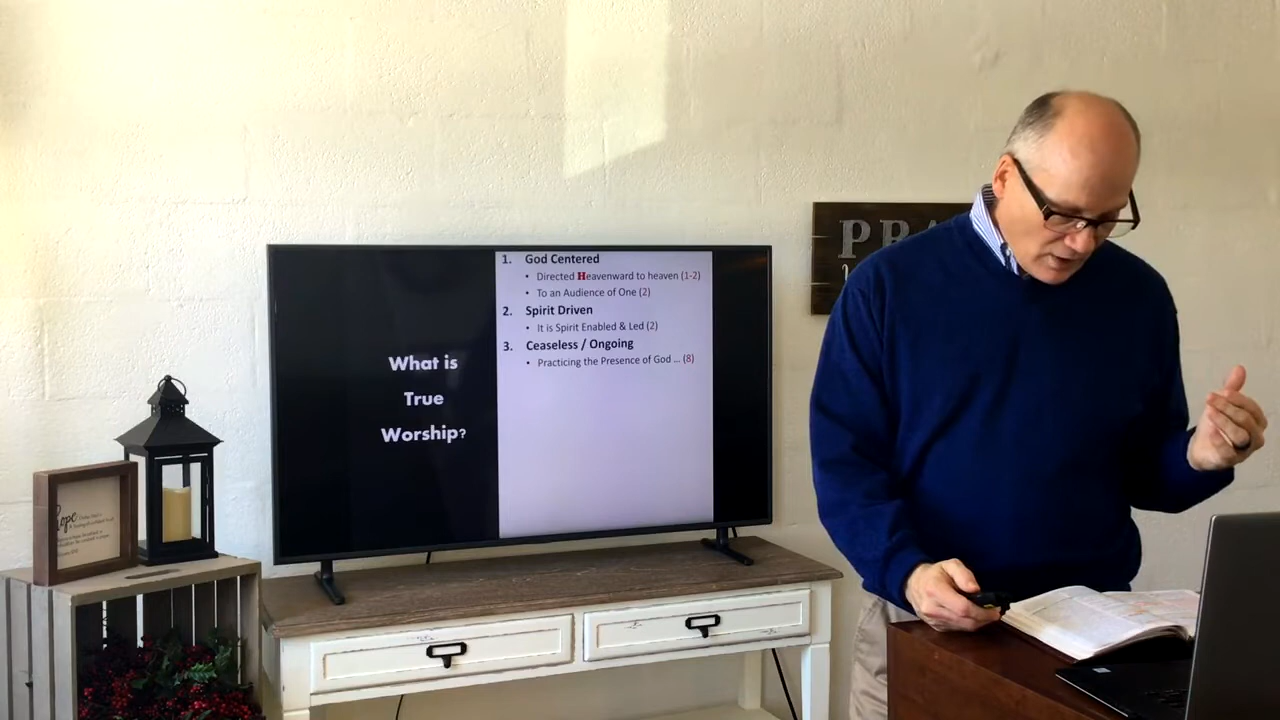 What is
True
Worship?
1. God Centered
• Directed Heavenward to heaven (1-2)
• To an Audience of One (2)
2. Spirit Driven
• It is Spirit Enabled & Led (2)
3. Ceaseless / Ongoing
• Practicing the Presence of God ... (8)
PRA
hope